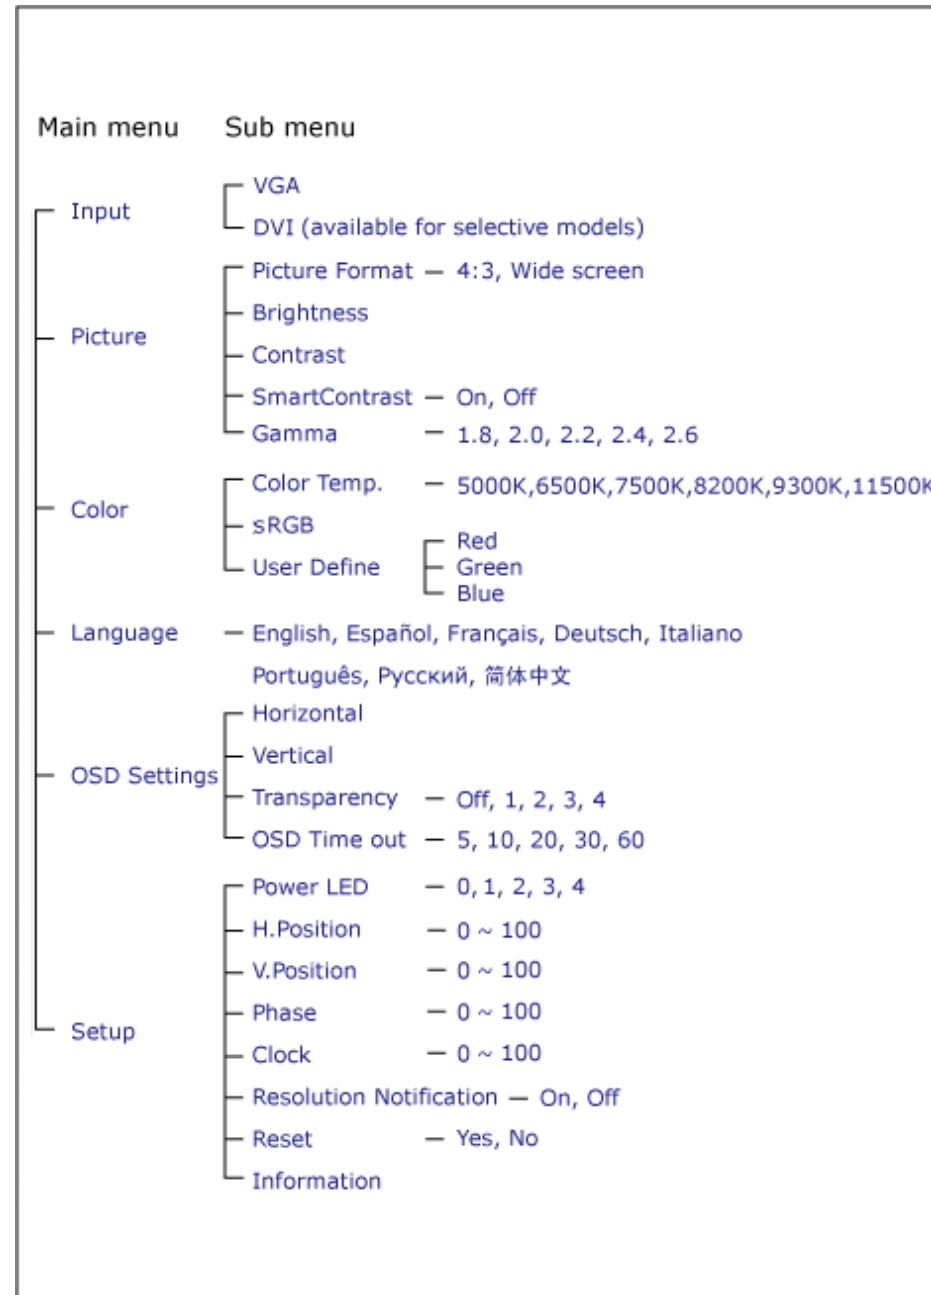 Main menu Sub menu
Input
VGA
DVI (available for selective models)
Picture
Picture Format — 4:3, Wide screen
Brightness
Contrast
SmartContrast — On, Off
Gamma — 1.8, 2.0, 2.2, 2.4, 2.6
Color
Color Temp. — 5000K,6500K,7500K,8200K,9300K,11500K
sRGB
User Define
Red
Green
Blue
Language — English, Español, Français, Deutsch, Italiano
Português, Русский, 简体中文
OSD Settings
Horizontal
Vertical
Transparency — Off, 1, 2, 3, 4
OSD Time out — 5, 10, 20, 30, 60
Setup
Power LED — 0, 1, 2, 3, 4
H.Position — 0 ~ 100
V.Position — 0 ~ 100
Phase — 0 ~ 100
Clock — 0 ~ 100
Resolution Notification — On, Off
Reset — Yes, No
Information